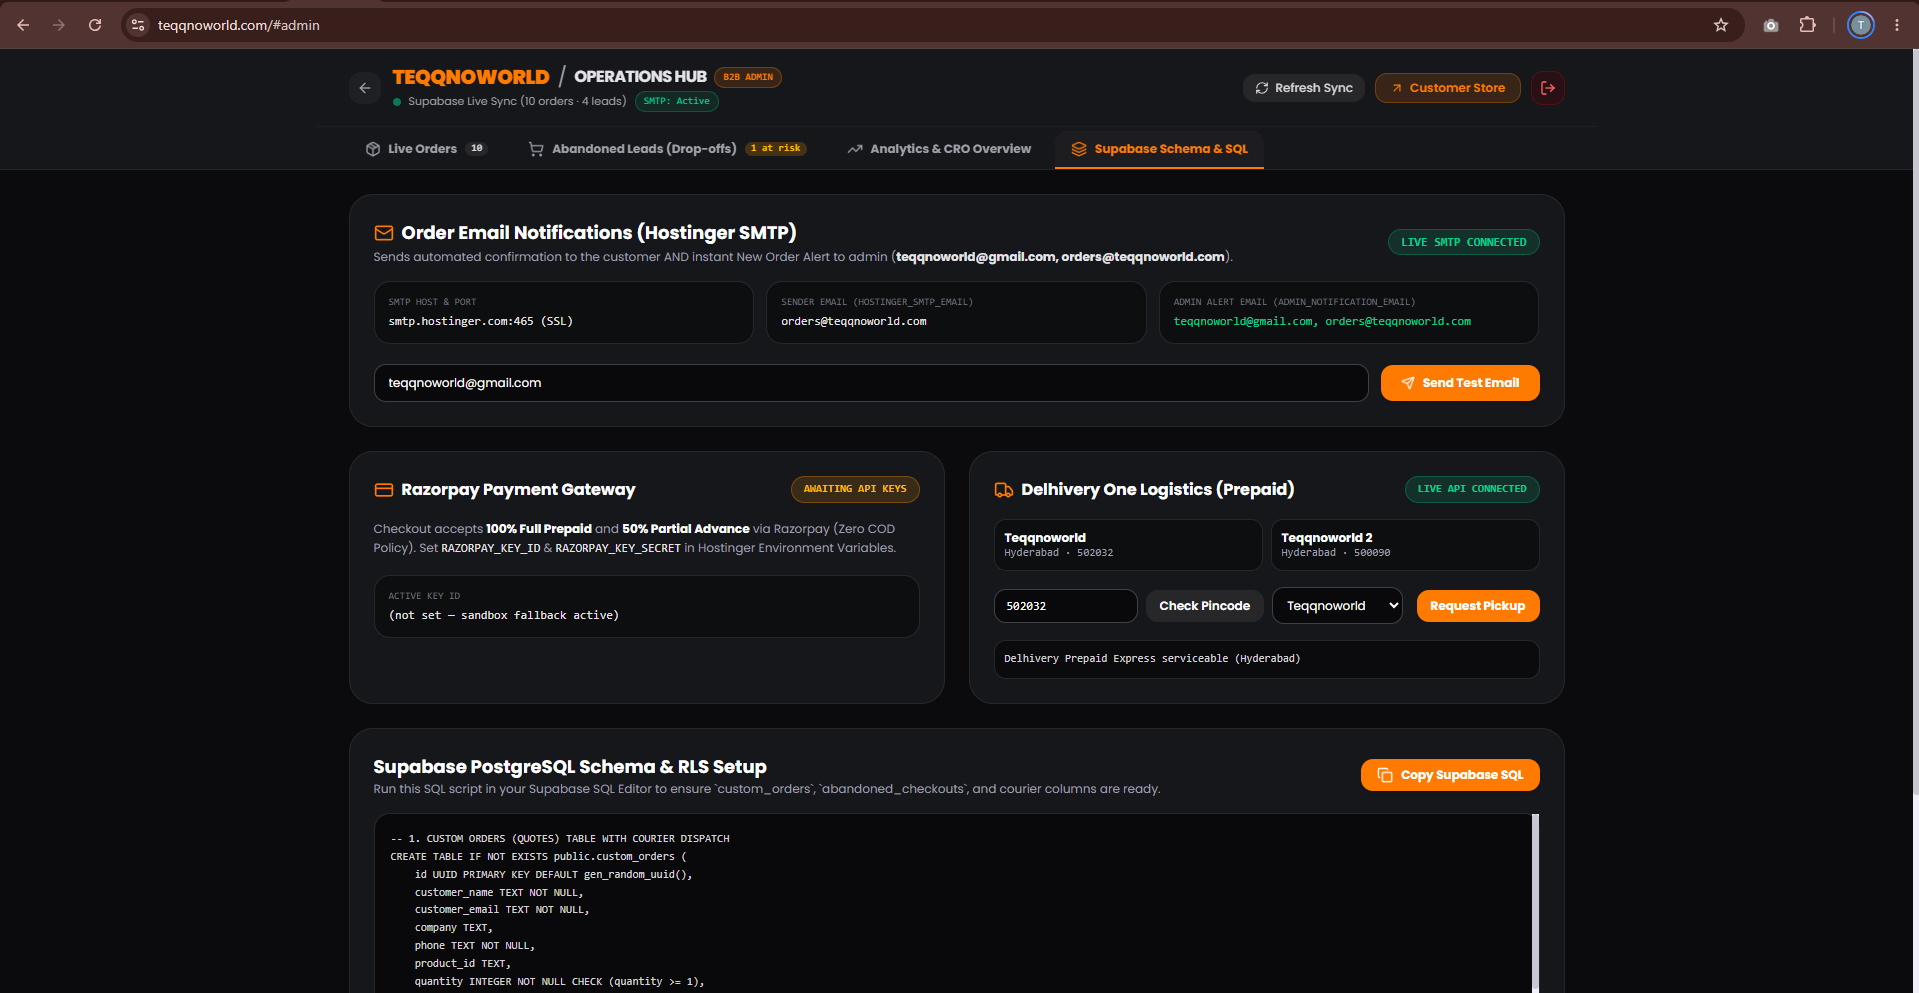 teqqnoworld.com/#admin
T
TEQQNOWORLD / OPERATIONS HUB B2B ADMIN
Supabase Live Sync (10 orders · 4 leads) SMTP: Active
Refresh Sync
Customer Store
Live Orders 10
Abandoned Leads (Drop-offs) 1 at risk
Analytics & CRO Overview
Supabase Schema & SQL
Order Email Notifications (Hostinger SMTP)
Sends automated confirmation to the customer AND instant New Order Alert to admin (teqqnoworld@gmail.com, orders@teqqnoworld.com).
LIVE SMTP CONNECTED
SMTP HOST & PORT
smtp.hostinger.com:465 (SSL)
SENDER EMAIL (HOSTINGER_SMTP_EMAIL)
orders@teqqnoworld.com
ADMIN ALERT EMAIL (ADMIN_NOTIFICATION_EMAIL)
teqqnoworld@gmail.com, orders@teqqnoworld.com
teqqnoworld@gmail.com
Send Test Email
Razorpay Payment Gateway
AWAITING API KEYS
Checkout accepts 100% Full Prepaid and 50% Partial Advance via Razorpay (Zero COD
Policy). Set RAZORPAY_KEY_ID & RAZORPAY_KEY_SECRET in Hostinger Environment Variables.
ACTIVE KEY ID
(not set — sandbox fallback active)
Delhivery One Logistics (Prepaid)
LIVE API CONNECTED
Teqqnoworld
Hyderabad · 502032
Teqqnoworld 2
Hyderabad · 500090
502032
Check Pincode
Teqqnoworld
Request Pickup
Delhivery Prepaid Express serviceable (Hyderabad)
Supabase PostgreSQL Schema & RLS Setup
Run this SQL script in your Supabase SQL Editor to ensure `custom_orders`, `abandoned_checkouts`, and courier columns are ready.
Copy Supabase SQL
-- 1. CUSTOM ORDERS (QUOTES) TABLE WITH COURIER DISPATCH
CREATE TABLE IF NOT EXISTS public.custom_orders (
id UUID PRIMARY KEY DEFAULT gen_random_uuid(),
customer_name TEXT NOT NULL,
customer_email TEXT NOT NULL,
company TEXT,
phone TEXT NOT NULL,
product_id TEXT,
quantity INTEGER NOT NULL CHECK (quantity >= 1),